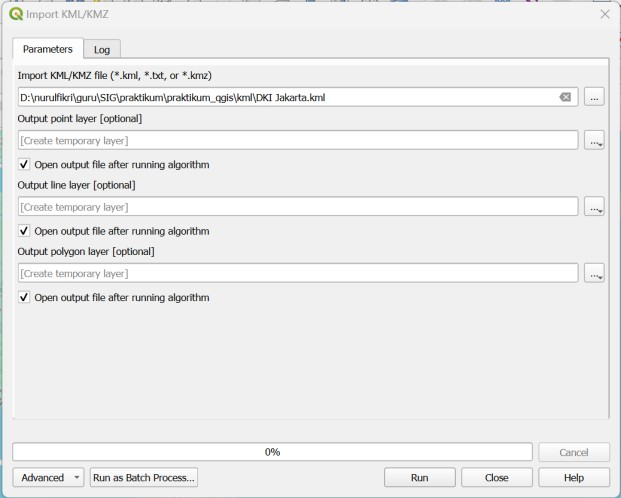 Import KML/KMZ
Parameters
Log
Import KML/KMZ file (*.kml, *.txt, or *.kmz)
D:\nurulfikri\guru\SIG\praktikum\praktikum_qgis\kml\DKI Jakarta.kml
...
Output point layer [optional]
[Create temporary layer]
...
Open output file after running algorithm
Output line layer [optional]
[Create temporary layer]
...
Open output file after running algorithm
Output polygon layer [optional]
[Create temporary layer]
...
Open output file after running algorithm
0%
Cancel
Advanced
Run as Batch Process...
Run
Close
Help